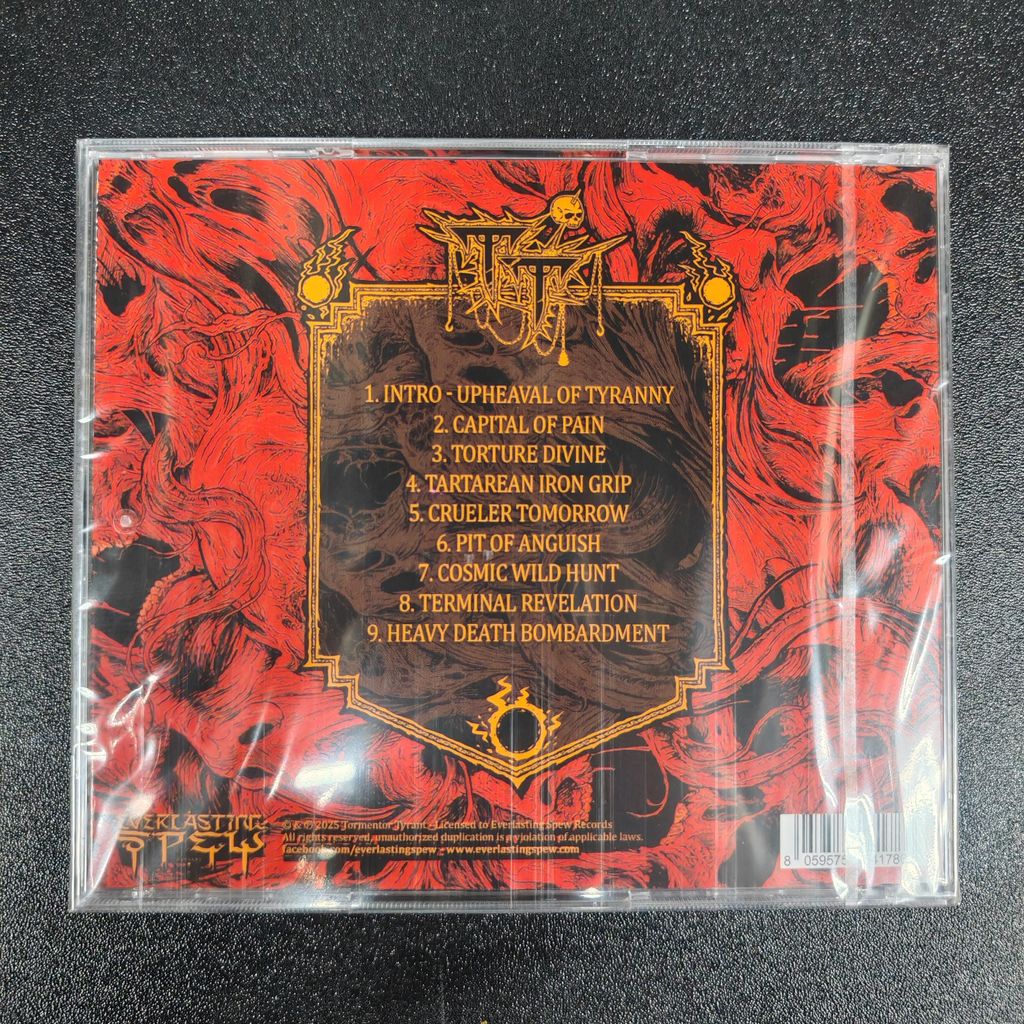 TT
1. INTRO - UPHEAVAL OF TYRANNY
2. CAPITAL OF PAIN
3. TORTURE DIVINE
4. TARTAREAN IRON GRIP
5. CRUELER TOMORROW
6. PIT OF ANGUISH
7. COSMIC WILD HUNT
8. TERMINAL REVELATION
9. HEAVY DEATH BOMBARDMENT
EVERLASTING
SPEW
© & ℗ 2025 Tormentor Tyrant - Licensed to Everlasting Spew Records
All rights reserved, unauthorized duplication is a violation of applicable laws.
facebook.com/everlastingspew - www.everlastingspew.com
8 059575